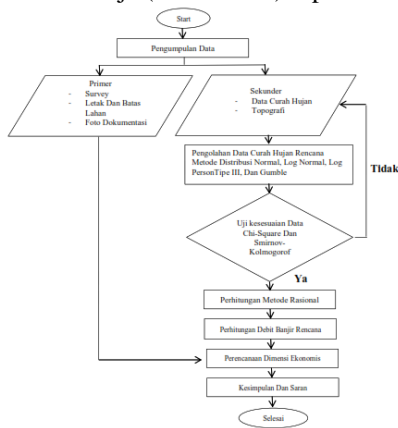 Start
Pengumpulan Data
Primer
- Survey
- Letak Dan Batas
Lahan
- Foto Dokumentasi
Sekunder
- Data Curah Hujan
- Topografi
Pengolahan Data Curah Hujan Rencana
Metode Distribusi Normal, Log Normal, Log
PersonTipe III, Dan Gumble
Tidak
Uji kesesuaian Data
Chi-Square Dan
Smirnov-
Kolmogorof
Ya
Perhitungan Metode Rasional
Perhitungan Debit Banjir Rencana
Perencanaan Dimensi Ekonomis
Kesimpulan Dan Saran
Selesai